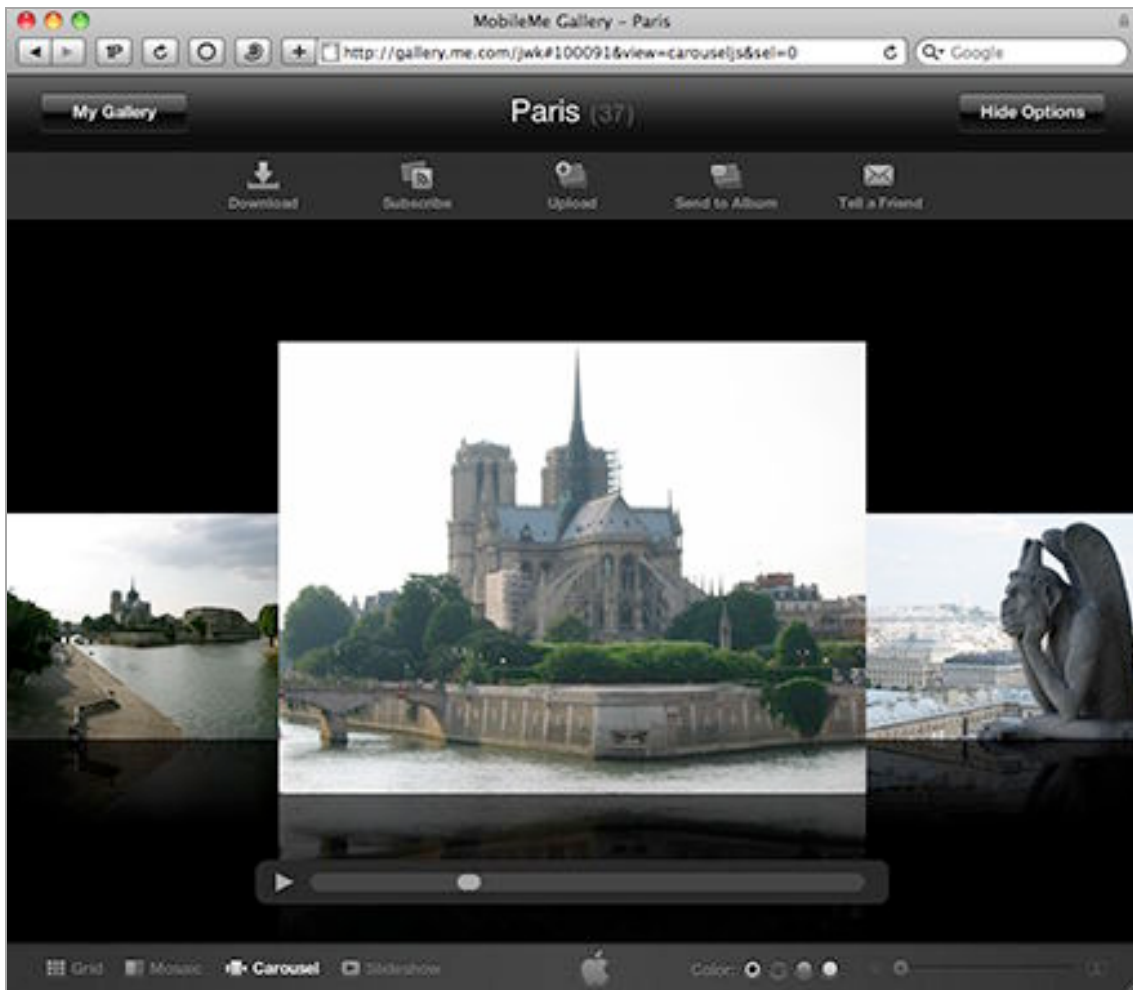 MobileMe Gallery – Paris
http://gallery.me.com/jwk#100091&view=carouseljs&sel=0
Google
My Gallery
Paris (37)
Hide Options
Download
Subscribe
Upload
Send to Album
Tell a Friend
Grid
Mosaic
Carousel
Slideshow
Color: